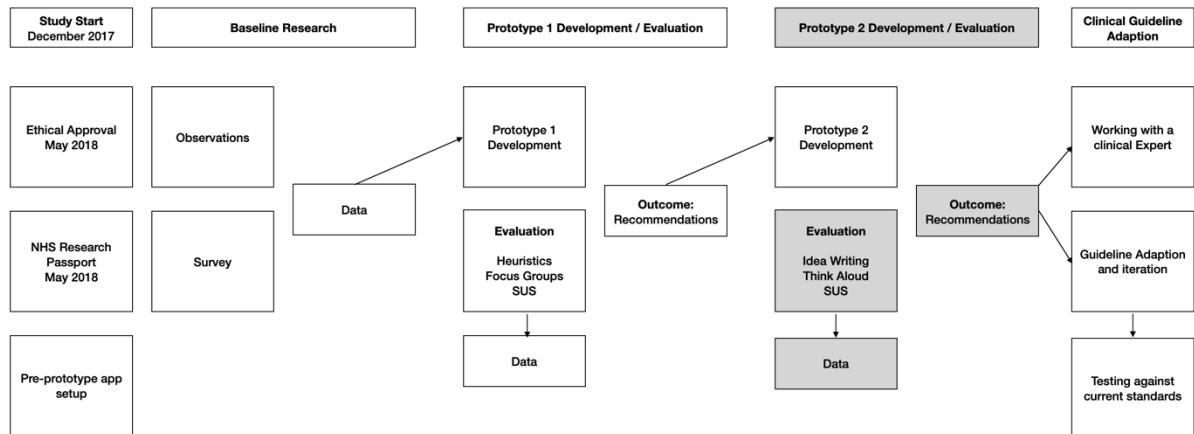 Study Start
December 2017
Baseline Research
Prototype 1 Development / Evaluation
Prototype 2 Development / Evaluation
Clinical Guideline
Adaption
Ethical Approval
May 2018
Observations
Prototype 1
Development
Prototype 2
Development
Working with a
clinical Expert
Data
Outcome:
Recommendations
Outcome:
Recommendations
NHS Research
Passport
May 2018
Survey
Evaluation
Heuristics
Focus Groups
SUS
Evaluation
Idea Writing
Think Aloud
SUS
Guideline Adaption
and iteration
Pre-prototype app
setup
Data
Data
Testing against
current standards